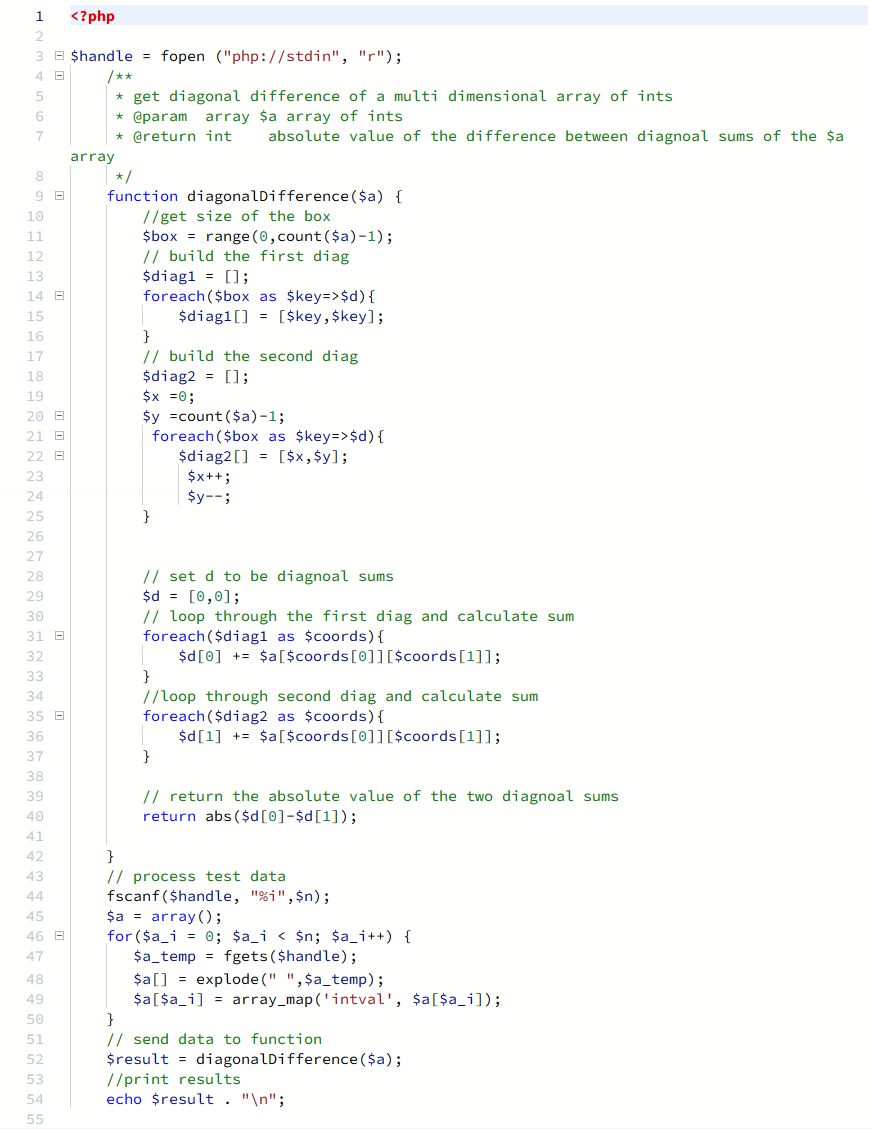 1 <?php
2
3 $handle = fopen ("php://stdin", "r");
4     /**
5      * get diagonal difference of a multi dimensional array of ints
6      * @param  array $a array of ints
7      * @return int    absolute value of the difference between diagnoal sums of the $a
array
8      */
9     function diagonalDifference($a) {
10         //get size of the box
11         $box = range(0,count($a)-1);
12         // build the first diag
13         $diag1 = [];
14         foreach($box as $key=>$d){
15             $diag1[] = [$key,$key];
16         }
17         // build the second diag
18         $diag2 = [];
19         $x =0;
20         $y =count($a)-1;
21          foreach($box as $key=>$d){
22             $diag2[] = [$x,$y];
23              $x++;
24              $y--;
25         }
26
27
28         // set d to be diagnoal sums
29         $d = [0,0];
30         // loop through the first diag and calculate sum
31         foreach($diag1 as $coords){
32             $d[0] += $a[$coords[0]][$coords[1]];
33         }
34         //loop through second diag and calculate sum
35         foreach($diag2 as $coords){
36             $d[1] += $a[$coords[0]][$coords[1]];
37         }
38
39         // return the absolute value of the two diagnoal sums
40         return abs($d[0]-$d[1]);
41
42     }
43     // process test data
44     fscanf($handle, "%i",$n);
45     $a = array();
46     for($a_i = 0; $a_i < $n; $a_i++) {
47        $a_temp = fgets($handle);
48        $a[] = explode(" ",$a_temp);
49        $a[$a_i] = array_map('intval', $a[$a_i]);
50     }
51     // send data to function
52     $result = diagonalDifference($a);
53     //print results
54     echo $result . "\n";
55